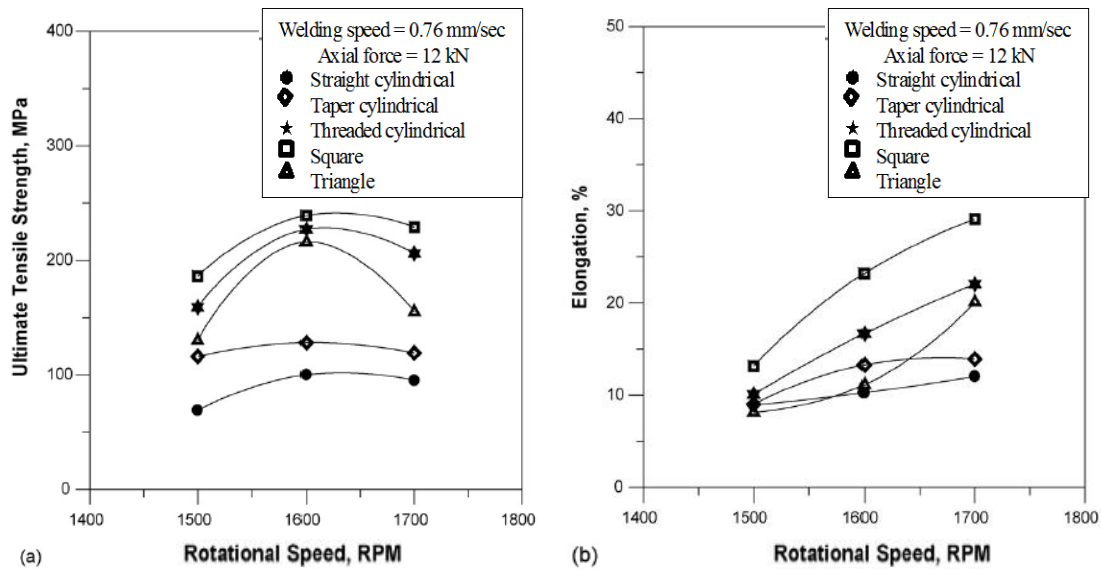 Ultimate Tensile Strength, MPa
400
300
200
100
0
Welding speed = 0.76 mm/sec
Axial force = 12 kN
Straight cylindrical
Taper cylindrical
Threaded cylindrical
Square
Triangle
1400 1500 1600 1700 1800
(a) Rotational Speed, RPM
Elongation, %
50
40
30
20
10
0
Welding speed = 0.76 mm/sec
Axial force = 12 kN
Straight cylindrical
Taper cylindrical
Threaded cylindrical
Square
Triangle
1400 1500 1600 1700 1800
(b) Rotational Speed, RPM